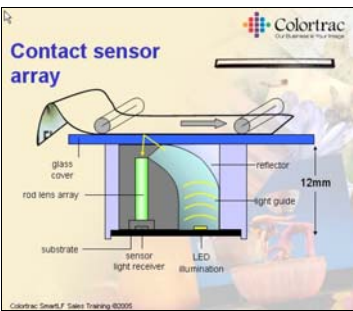 Colortrac
Our Business is Your Image
Contact sensor
array
glass
cover
reflector
12mm
rod lens array
light guide
substrate
sensor
light receiver
LED
illumination
Colortrac SmartLF Sales Training ©2005